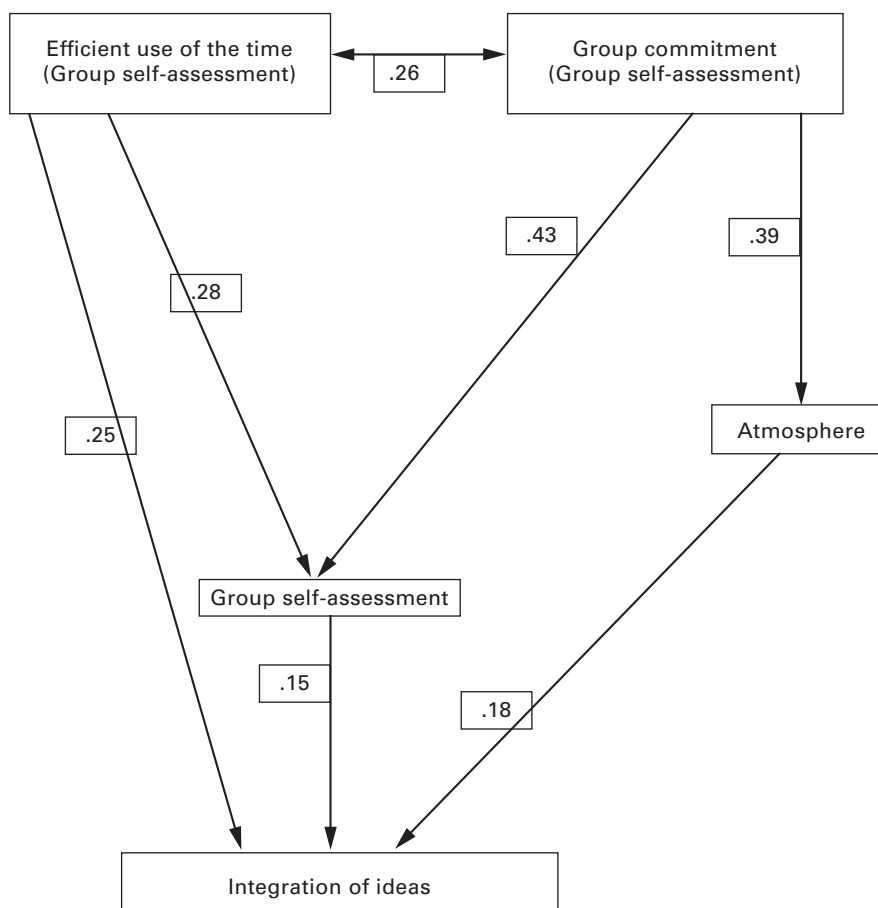 Efficient use of the time
(Group self-assessment)
Group commitment
(Group self-assessment)
.26
.43
.39
.28
.25
Atmosphere
Group self-assessment
.15
.18
Integration of ideas